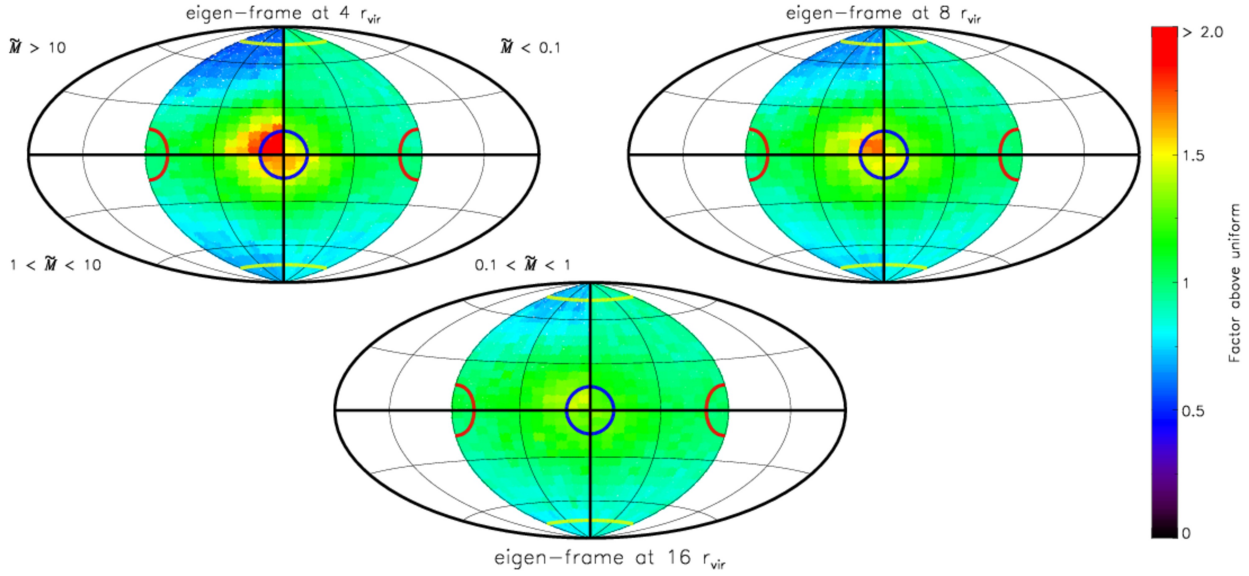 eigen-frame at 4 r_vir
eigen-frame at 8 r_vir
M̃ > 10
M̃ < 0.1
1 < M̃ < 10
0.1 < M̃ < 1
eigen-frame at 16 r_vir
> 2.0
1.5
1
0.5
0
Factor above uniform